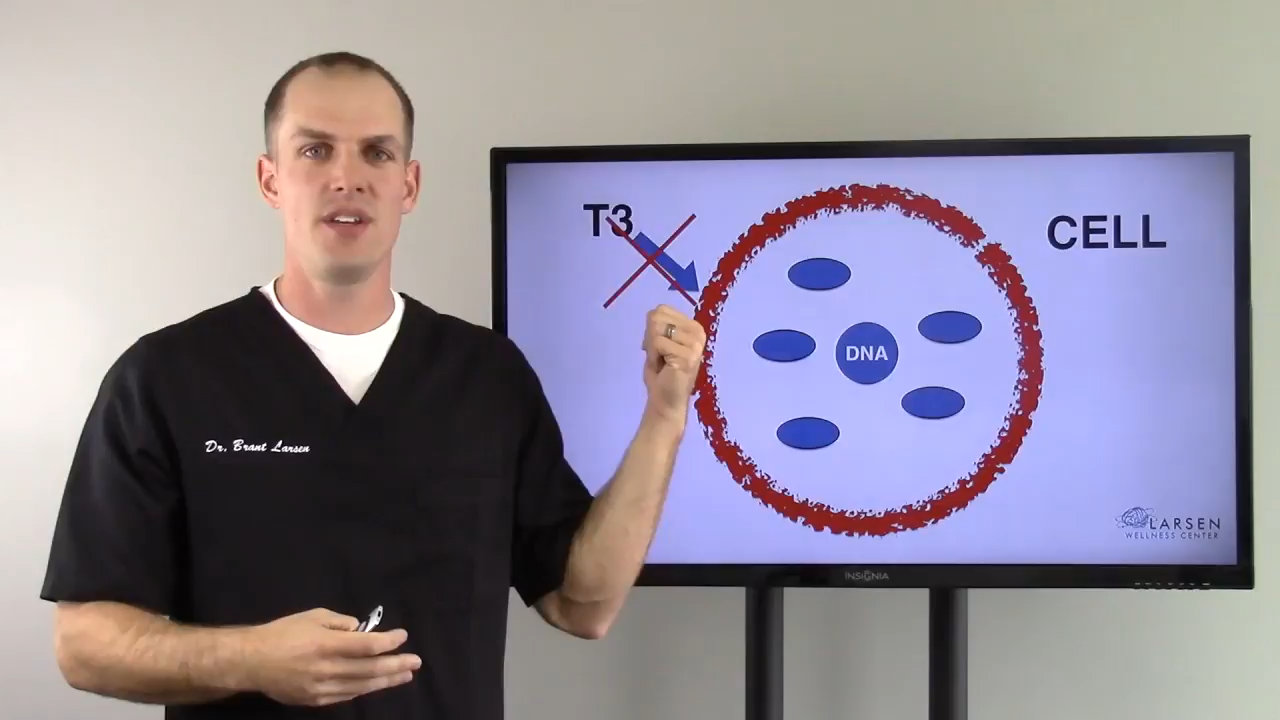 Dr. Brant Larsen
T3
CELL
DNA
LARSEN
WELLNESS CENTER
INSIGNIA